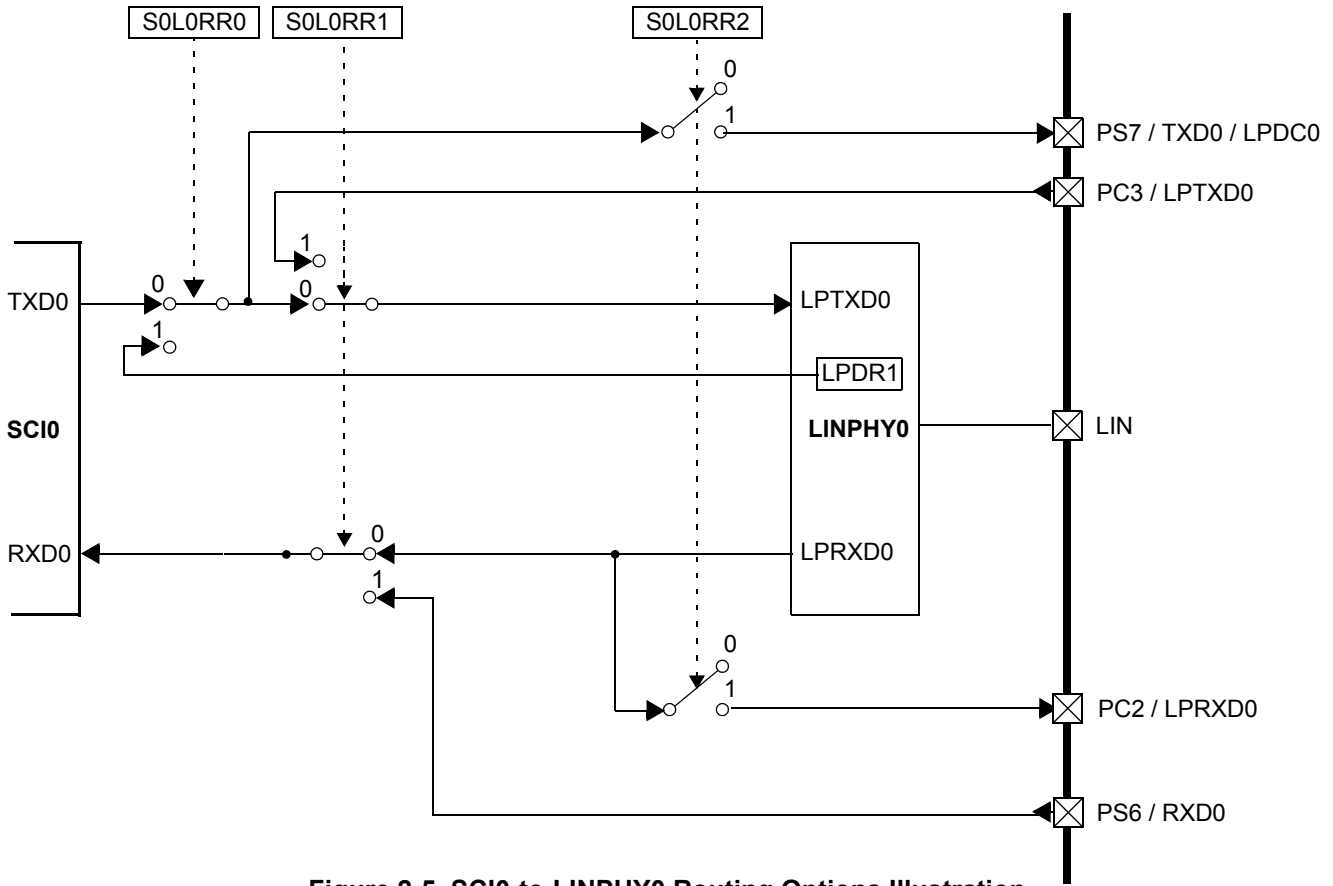 S0L0RR0 S0L0RR1 S0L0RR2
0
1
PS7 / TXD0 / LPDC0
PC3 / LPTXD0
1
TXD0 0 0 LPTXD0
1
LPDR1
SCI0 LINPHY0 LIN
0
RXD0 LPRXD0
1
0
1
PC2 / LPRXD0
PS6 / RXD0
Figure 2-5. SCI0-to-LINPHY0 Routing Options Illustration